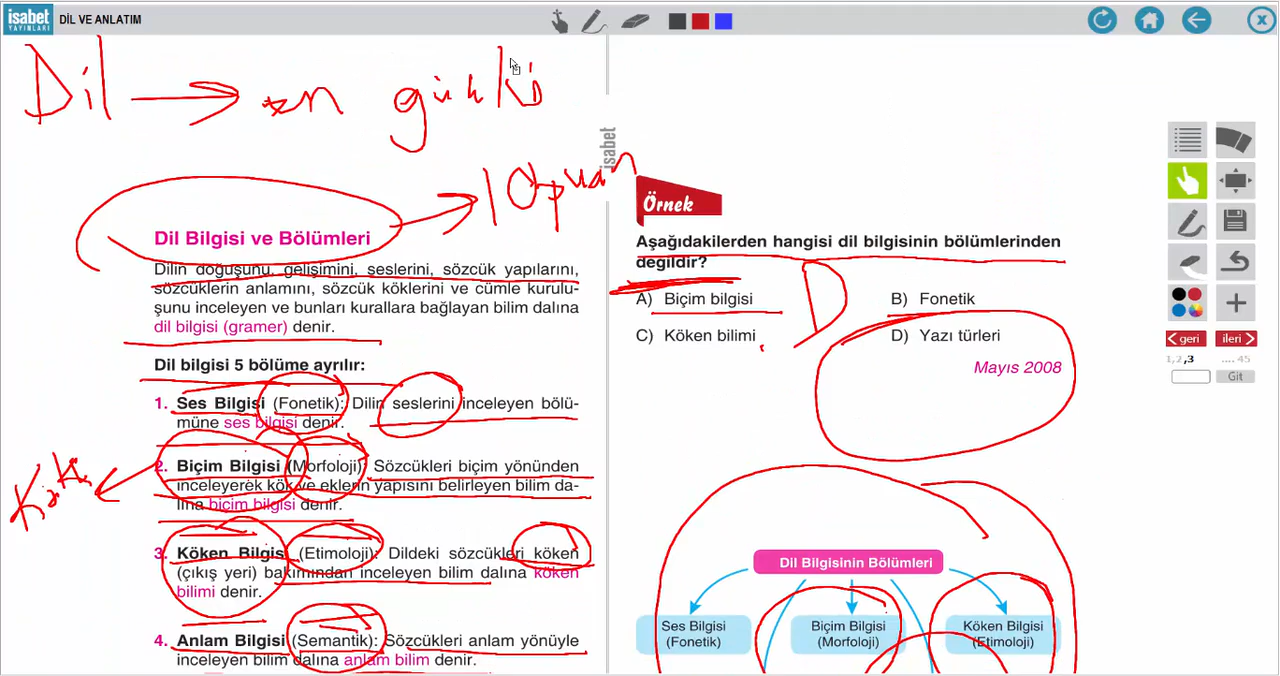 isabet
YAYINLARI
DİL VE ANLATIM
Dil → en
10 puan
isabet
Dil Bilgisi ve Bölümleri
Dilin doğuşunu, gelişimini, seslerini, sözcük yapılarını,
sözcüklerin anlamını, sözcük köklerini ve cümle kurulu-
şunu inceleyen ve bunları kurallara bağlayan bilim dalına
dil bilgisi (gramer) denir.
Dil bilgisi 5 bölüme ayrılır:
1. Ses Bilgisi (Fonetik): Dilin seslerini inceleyen bölü-
müne ses bilgisi denir.
2. Biçim Bilgisi (Morfoloji): Sözcükleri biçim yönünden
inceleyerek kök ve eklerin yapısını belirleyen bilim da-
lına biçim bilgisi denir.
3. Köken Bilgisi (Etimoloji): Dildeki sözcükleri köken
(çıkış yeri) bakımından inceleyen bilim dalına köken
bilimi denir.
4. Anlam Bilgisi (Semantik): Sözcükleri anlam yönüyle
inceleyen bilim dalına anlam bilim denir.
Örnek
Aşağıdakilerden hangisi dil bilgisinin bölümlerinden
değildir?
A) Biçim bilgisi
B) Fonetik
C) Köken bilimi
D) Yazı türleri
D
Mayıs 2008
Dil Bilgisinin Bölümleri
Ses Bilgisi
(Fonetik)
Biçim Bilgisi
(Morfoloji)
Köken Bilgisi
(Etimoloji)
geri
ileri
1,2,3 .... 45
Git